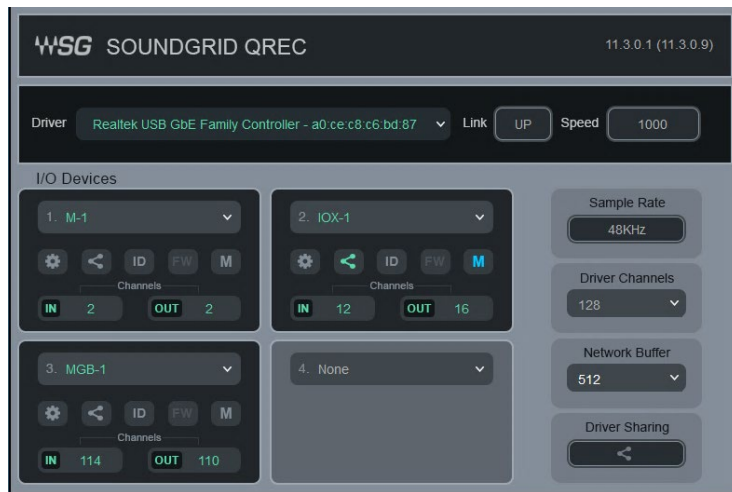 WSG SOUNDGRID QREC 11.3.0.1 (11.3.0.9)
Driver Realtek USB GbE Family Controller - a0:ce:c8:c6:bd:87 Link UP Speed 1000
I/O Devices
1. M-1
ID FW M
Channels
IN 2 OUT 2
2. IOX-1
ID FW M
Channels
IN 12 OUT 16
3. MGB-1
ID FW M
Channels
IN 114 OUT 110
4. None
Sample Rate
48KHz
Driver Channels
128
Network Buffer
512
Driver Sharing